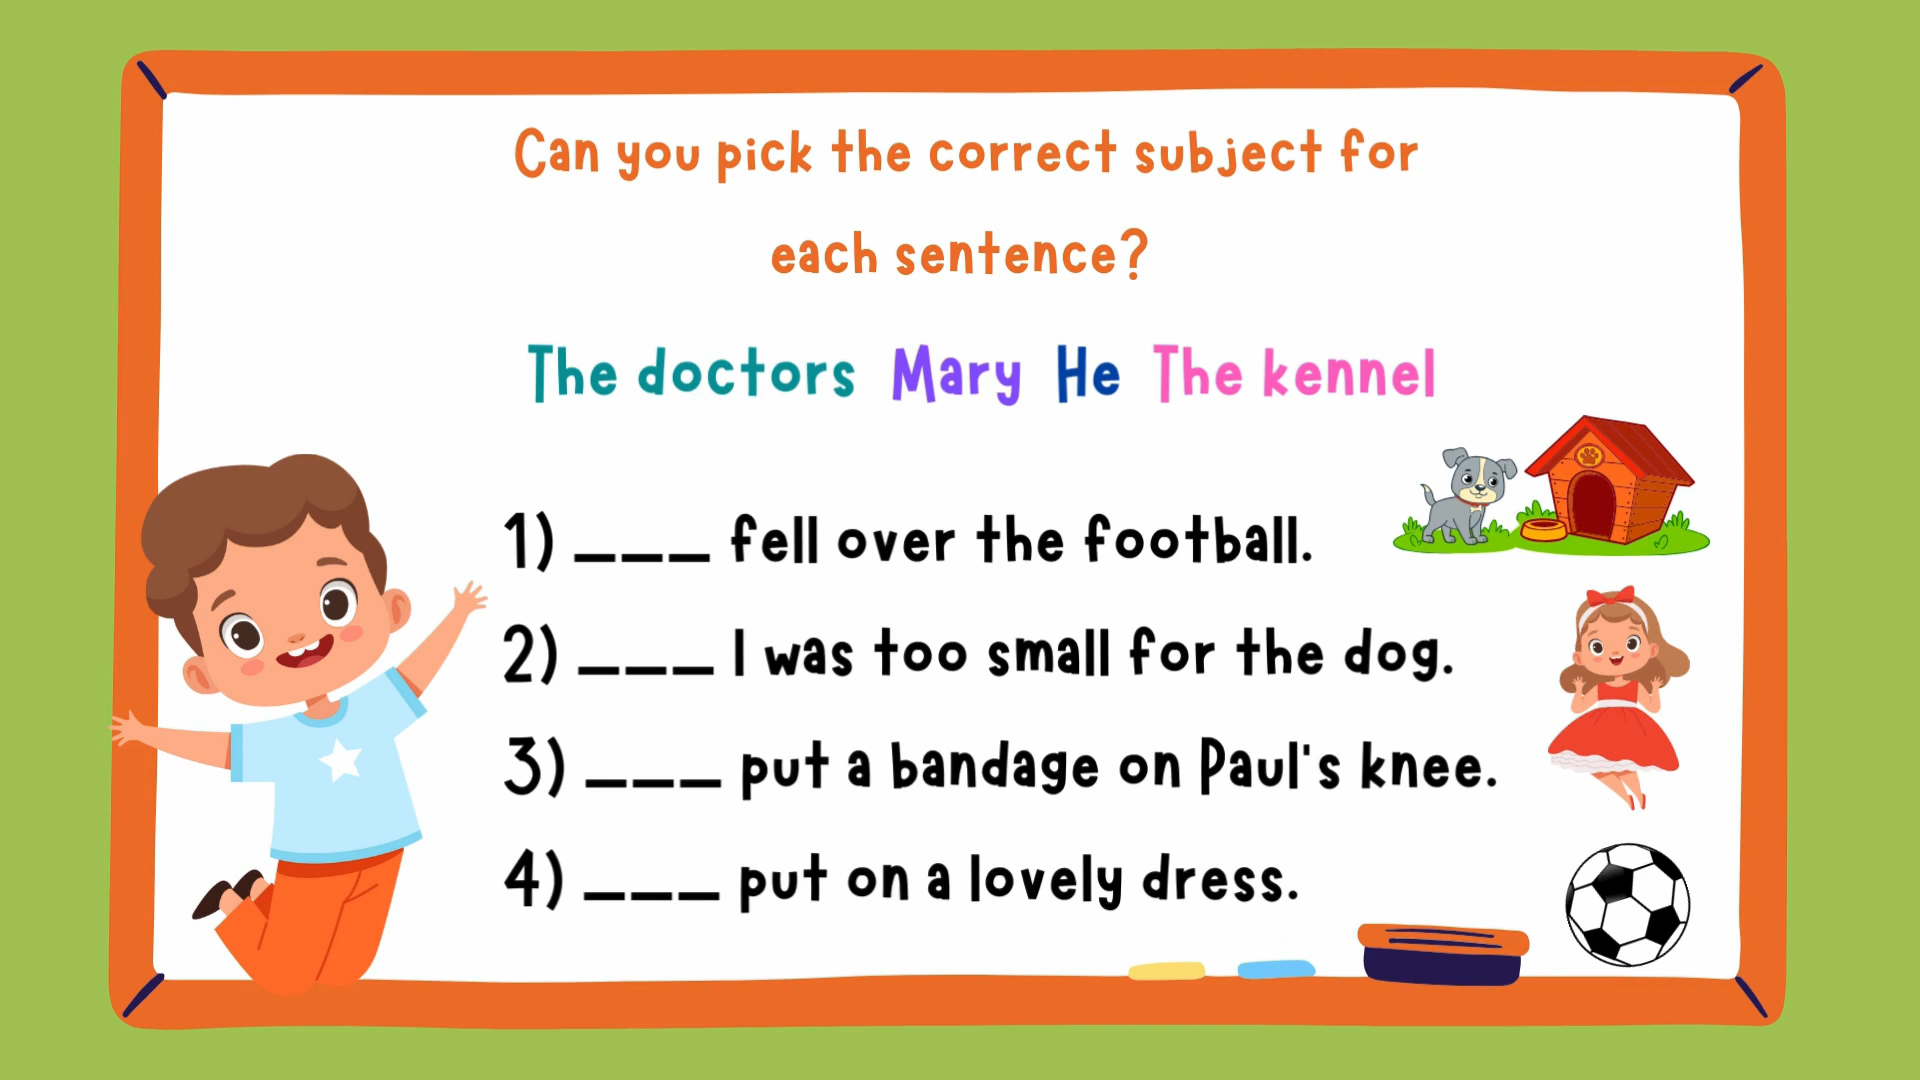 Can you pick the correct subject for
each sentence?
The doctors Mary He The kennel
1) ___ fell over the football.
2) ___ I was too small for the dog.
3) ___ put a bandage on Paul's knee.
4) ___ put on a lovely dress.